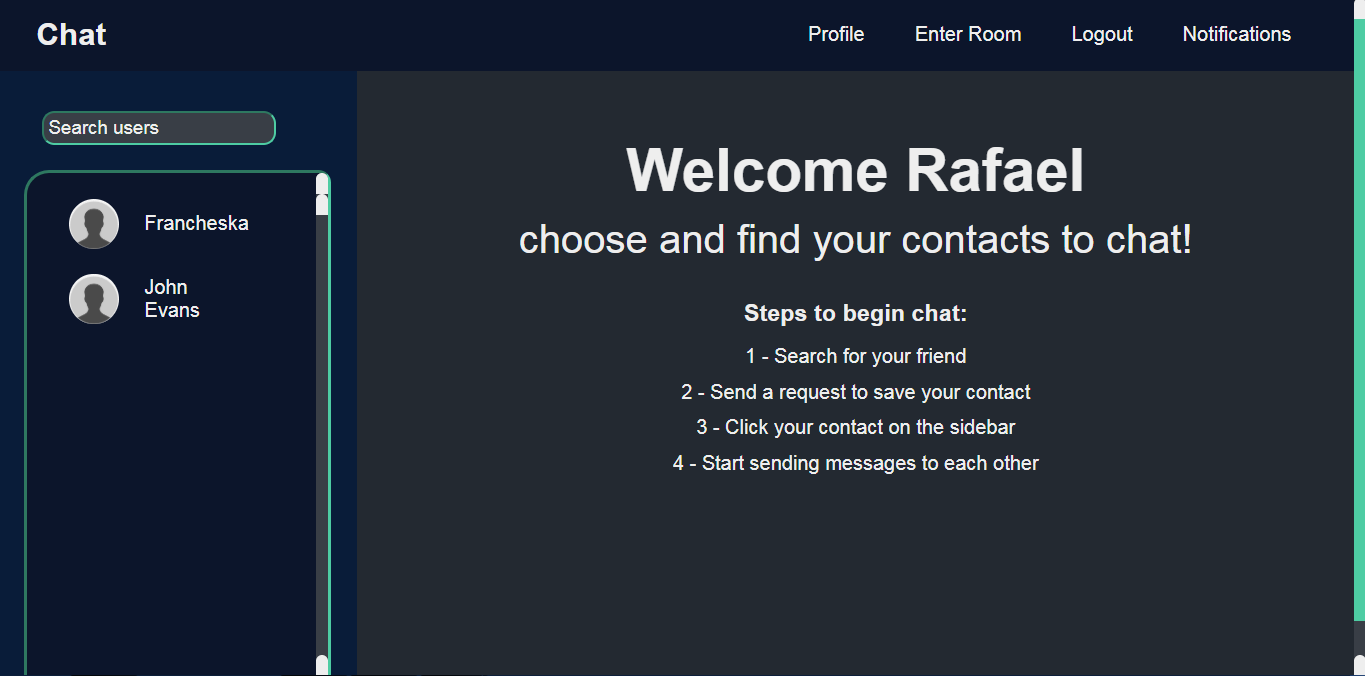 Chat
Profile
Enter Room
Logout
Notifications
Search users
Francheska
John
Evans
Welcome Rafael
choose and find your contacts to chat!
Steps to begin chat:
1 - Search for your friend
2 - Send a request to save your contact
3 - Click your contact on the sidebar
4 - Start sending messages to each other